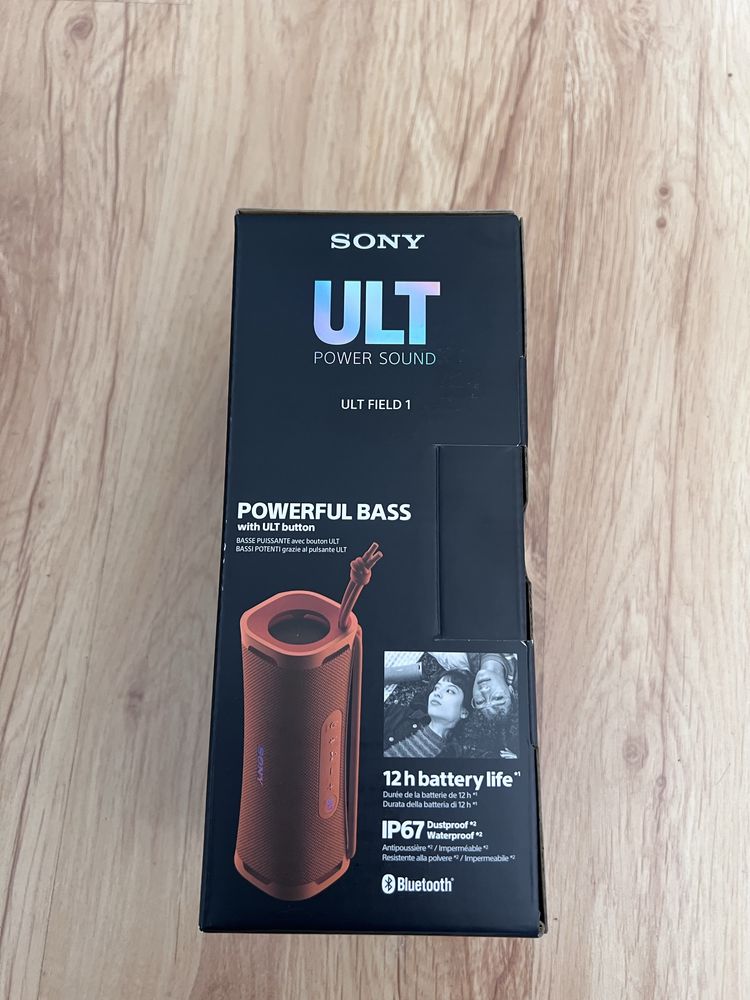 SONY
ULT
POWER SOUND
ULT FIELD 1
POWERFUL BASS
with ULT button
BASSE PUISSANTE avec bouton ULT
BASSI POTENTI grazie al pulsante ULT
SONY
12 h battery life*1
Durée de la batterie de 12 h *1
Durata della batteria di 12 h *1
IP67 Dustproof *2
Waterproof *2
Antipoussière *2 / Imperméable *2
Resistente alla polvere *2 / Impermeabile *2
Bluetooth®